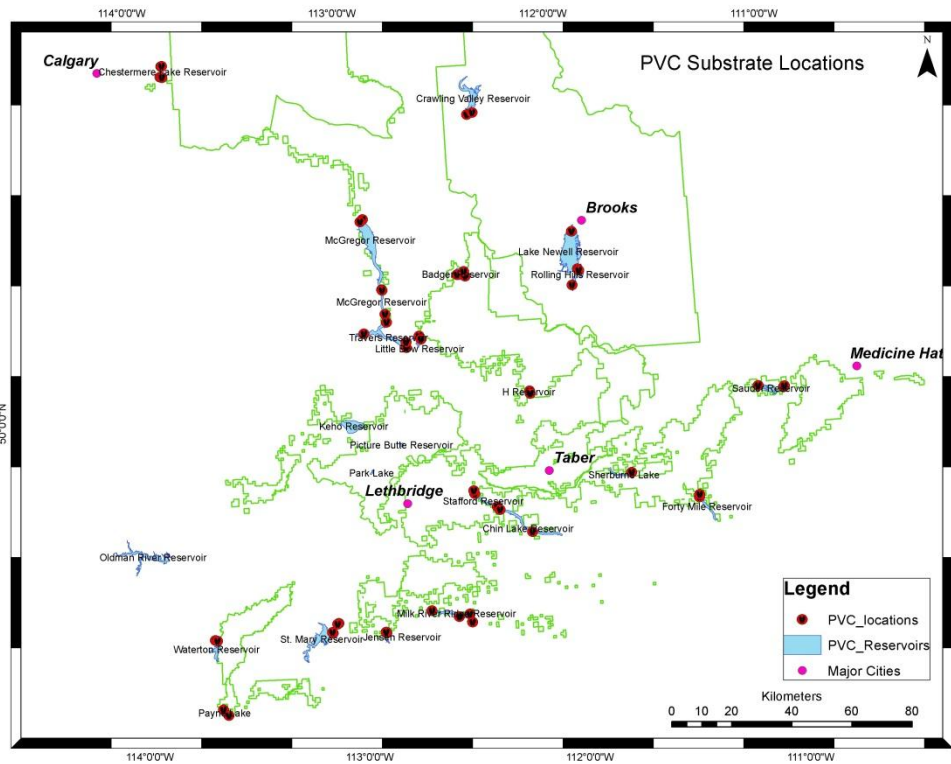 114°0'0"W 113°0'0"W 112°0'0"W 111°0'0"W
N
PVC Substrate Locations
Calgary
Chestermere Lake Reservoir
Crawling Valley Reservoir
Brooks
McGregor Reservoir
Lake Newell Reservoir
Badger Reservoir
Rolling Hills Reservoir
McGregor Reservoir
Travers Reservoir
Little Bow Reservoir
Medicine Hat
Sauder Reservoir
H Reservoir
50°0'0"N
Keho Reservoir
Picture Butte Reservoir
Park Lake
Taber
Sherburne Lake
Lethbridge
Stafford Reservoir
Forty Mile Reservoir
Chin Lake Reservoir
Oldman River Reservoir
Milk River Ridge Reservoir
St. Mary Reservoir
Jensen Reservoir
Waterton Reservoir
Payne Lake
Legend
PVC_locations
PVC_Reservoirs
Major Cities
Kilometers
0 5 10 20 40 60 80
114°0'0"W 113°0'0"W 112°0'0"W 111°0'0"W